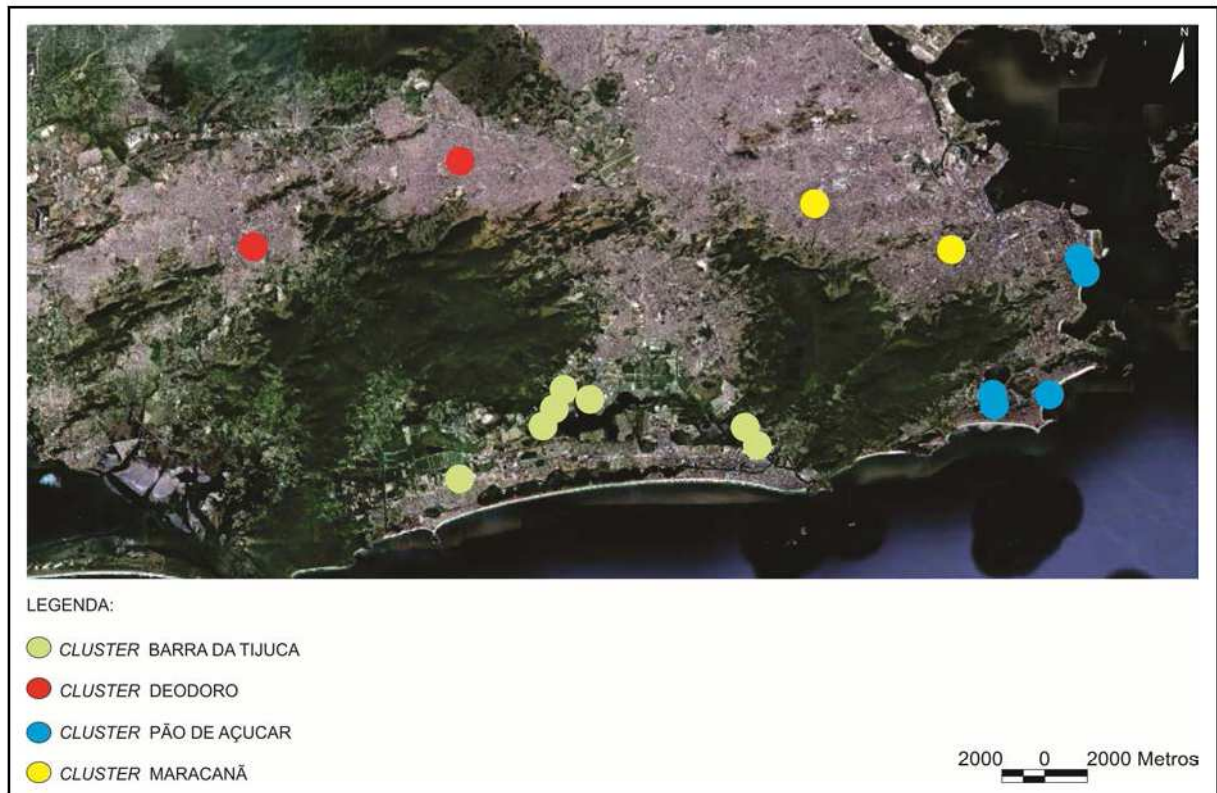 N
LEGENDA:
CLUSTER BARRA DA TIJUCA
CLUSTER DEODORO
CLUSTER PÃO DE AÇUCAR
CLUSTER MARACANÃ
2000 0 2000 Metros